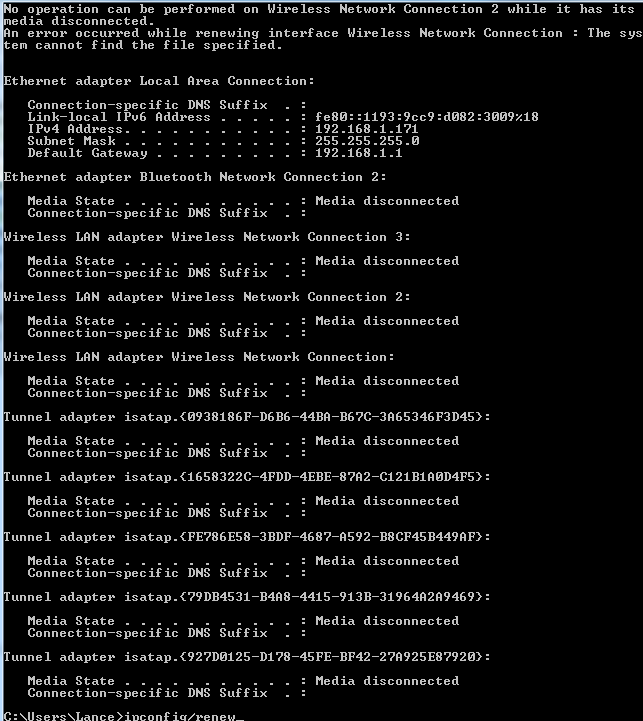 No operation can be performed on Wireless Network Connection 2 while it has its
media disconnected.
An error occurred while renewing interface Wireless Network Connection : The sys
tem cannot find the file specified.
Ethernet adapter Local Area Connection:
Connection-specific DNS Suffix  . :
Link-local IPv6 Address . . . . . : fe80::1193:9cc9:d082:3009%18
IPv4 Address. . . . . . . . . . . : 192.168.1.171
Subnet Mask . . . . . . . . . . . : 255.255.255.0
Default Gateway . . . . . . . . . : 192.168.1.1
Ethernet adapter Bluetooth Network Connection 2:
Media State . . . . . . . . . . . : Media disconnected
Connection-specific DNS Suffix  . :
Wireless LAN adapter Wireless Network Connection 3:
Media State . . . . . . . . . . . : Media disconnected
Connection-specific DNS Suffix  . :
Wireless LAN adapter Wireless Network Connection 2:
Media State . . . . . . . . . . . : Media disconnected
Connection-specific DNS Suffix  . :
Wireless LAN adapter Wireless Network Connection:
Media State . . . . . . . . . . . : Media disconnected
Connection-specific DNS Suffix  . :
Tunnel adapter isatap.{0938186F-D6B6-44BA-B67C-3A65346F3D45}:
Media State . . . . . . . . . . . : Media disconnected
Connection-specific DNS Suffix  . :
Tunnel adapter isatap.{1658322C-4FDD-4EBE-87A2-C121B1A0D4F5}:
Media State . . . . . . . . . . . : Media disconnected
Connection-specific DNS Suffix  . :
Tunnel adapter isatap.{FE786E58-3BDF-4687-A592-B8CF45B449AF}:
Media State . . . . . . . . . . . : Media disconnected
Connection-specific DNS Suffix  . :
Tunnel adapter isatap.{79DB4531-B4A8-4415-913B-31964A2A9469}:
Media State . . . . . . . . . . . : Media disconnected
Connection-specific DNS Suffix  . :
Tunnel adapter isatap.{927D0125-D178-45FE-BF42-27A925E87920}:
Media State . . . . . . . . . . . : Media disconnected
Connection-specific DNS Suffix  . :
C:\Users\Lance>ipconfig/renew_